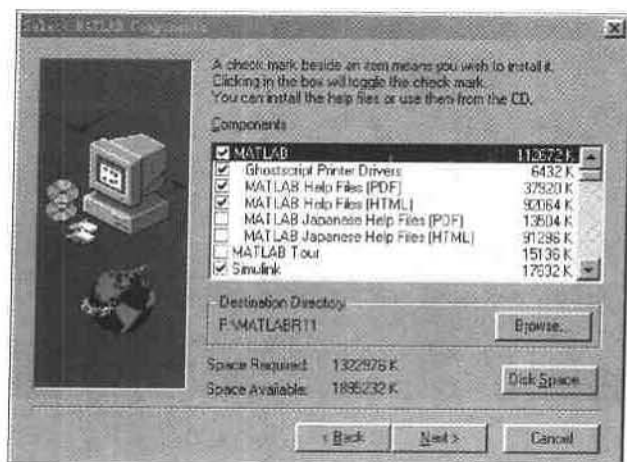 Select MATLAB Components
A check mark beside an item means you wish to install it.
Clicking in the box will toggle the check mark.
You can install the help files or use them from the CD.
Components
MATLAB 112672 K
Ghostscript Printer Drivers 6432 K
MATLAB Help Files (PDF) 37920 K
MATLAB Help Files (HTML) 92064 K
MATLAB Japanese Help Files (PDF) 13504 K
MATLAB Japanese Help Files (HTML) 91296 K
MATLAB Tour 15136 K
Simulink 17632 K
Destination Directory
F:\MATLABR11
Browse...
Space Required: 1322976 K
Space Available: 1895232 K
Disk Space
< Back Next > Cancel